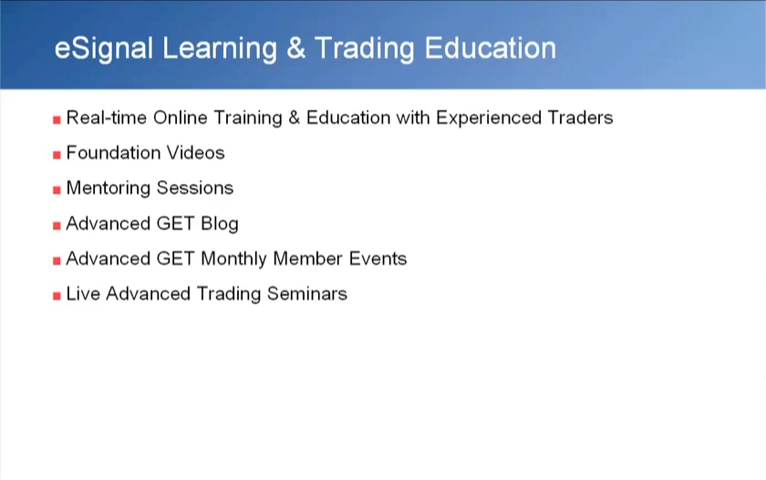 eSignal Learning & Trading Education
Real-time Online Training & Education with Experienced Traders
Foundation Videos
Mentoring Sessions
Advanced GET Blog
Advanced GET Monthly Member Events
Live Advanced Trading Seminars